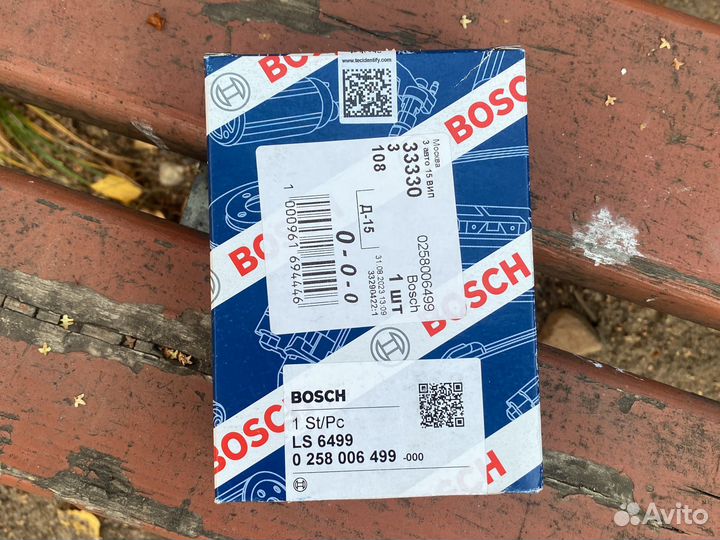 BOSCH
www.tecidentify.com
BOSCH
BOSCH
Москва
3 авто 15 ВИП
33330
3
108
Д-15
0-0-0
0258006499
Bosch
1 шт
31.08.2023 13:09
33290422:1
1 000961 694446
BOSCH
1 St/Pc
LS 6499
0 258 006 499 -000
BOSCH
BOSCH
Avito